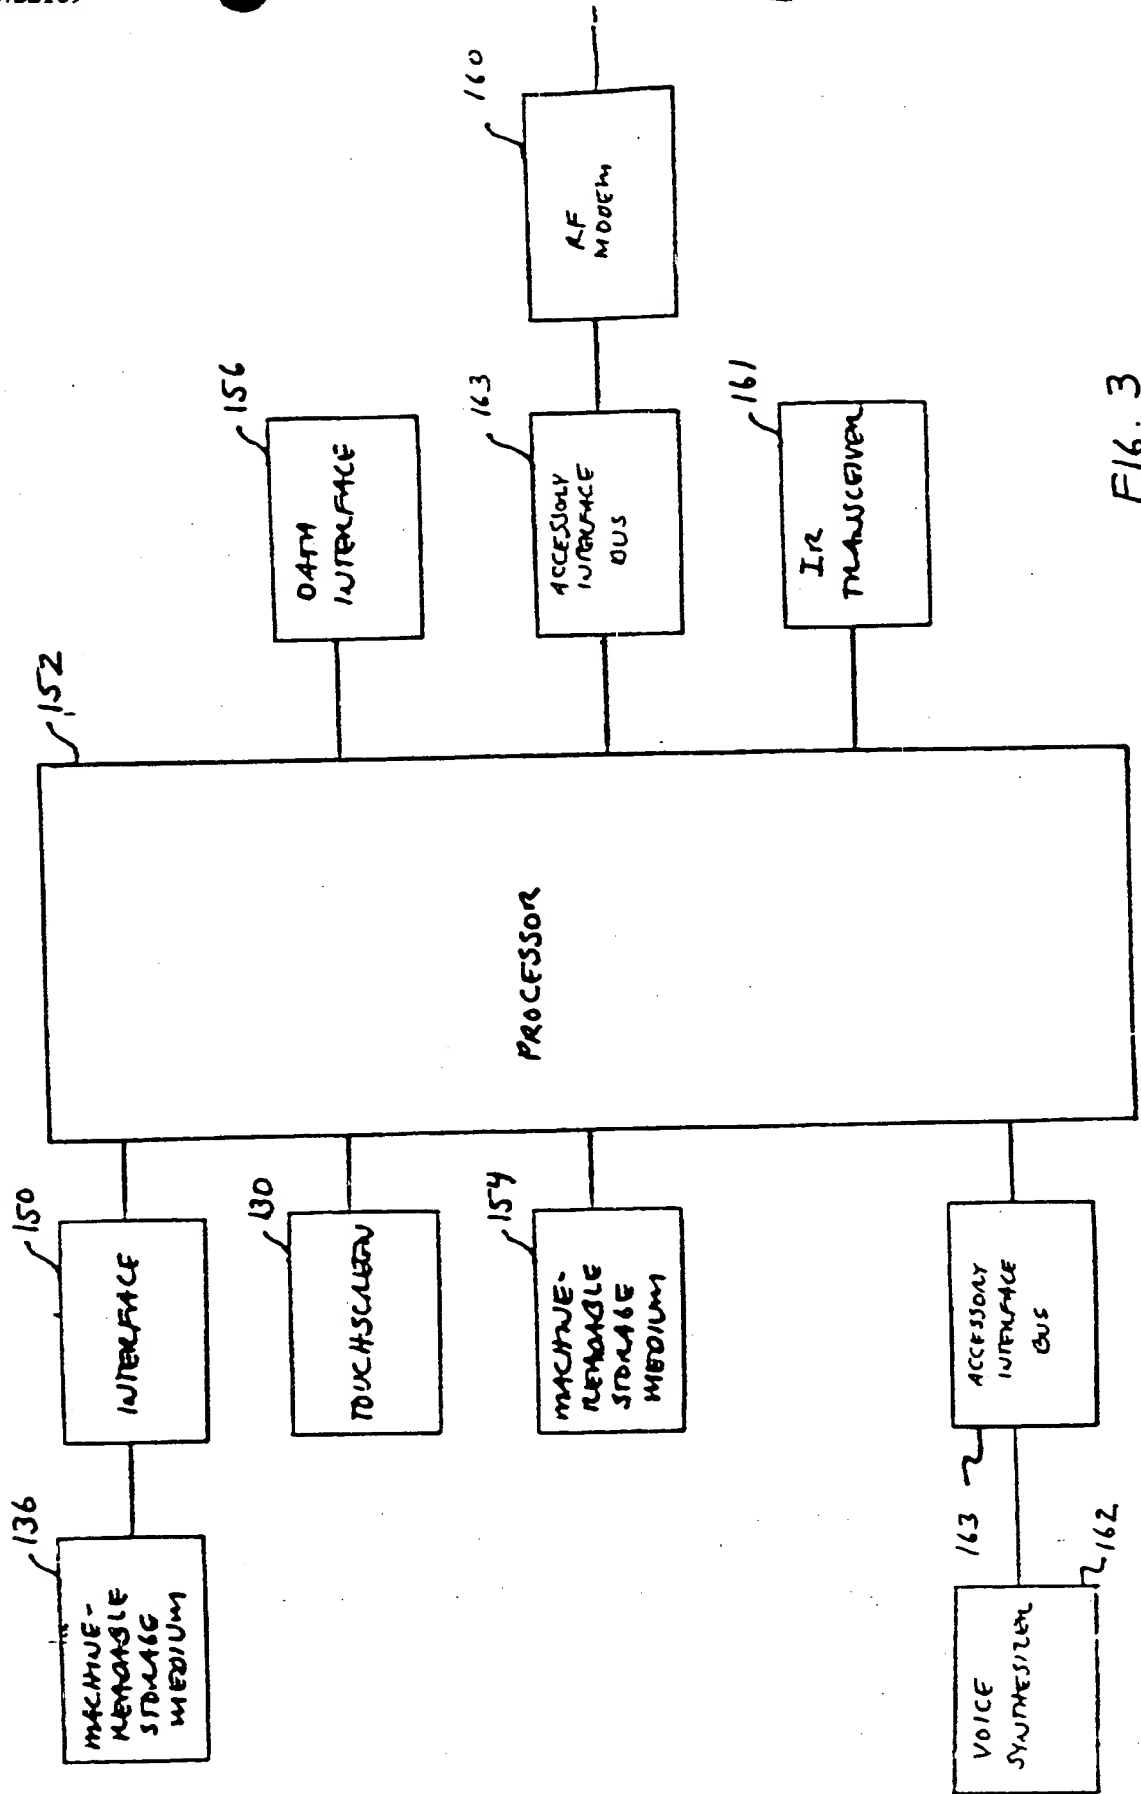 136
MACHINE-
READABLE
STORAGE
MEDIUM
150
INTERFACE
130
TOUCHSCREEN
154
MACHINE-
READABLE
STORAGE
MEDIUM
163
ACCESSORY
INTERFACE
BUS
162
VOICE
SYNTHESIZER
152
PROCESSOR
156
DATA
INTERFACE
163
ACCESSORY
INTERFACE
BUS
160
RF
MODEM
161
IR
TRANSCEIVER
FIG. 3